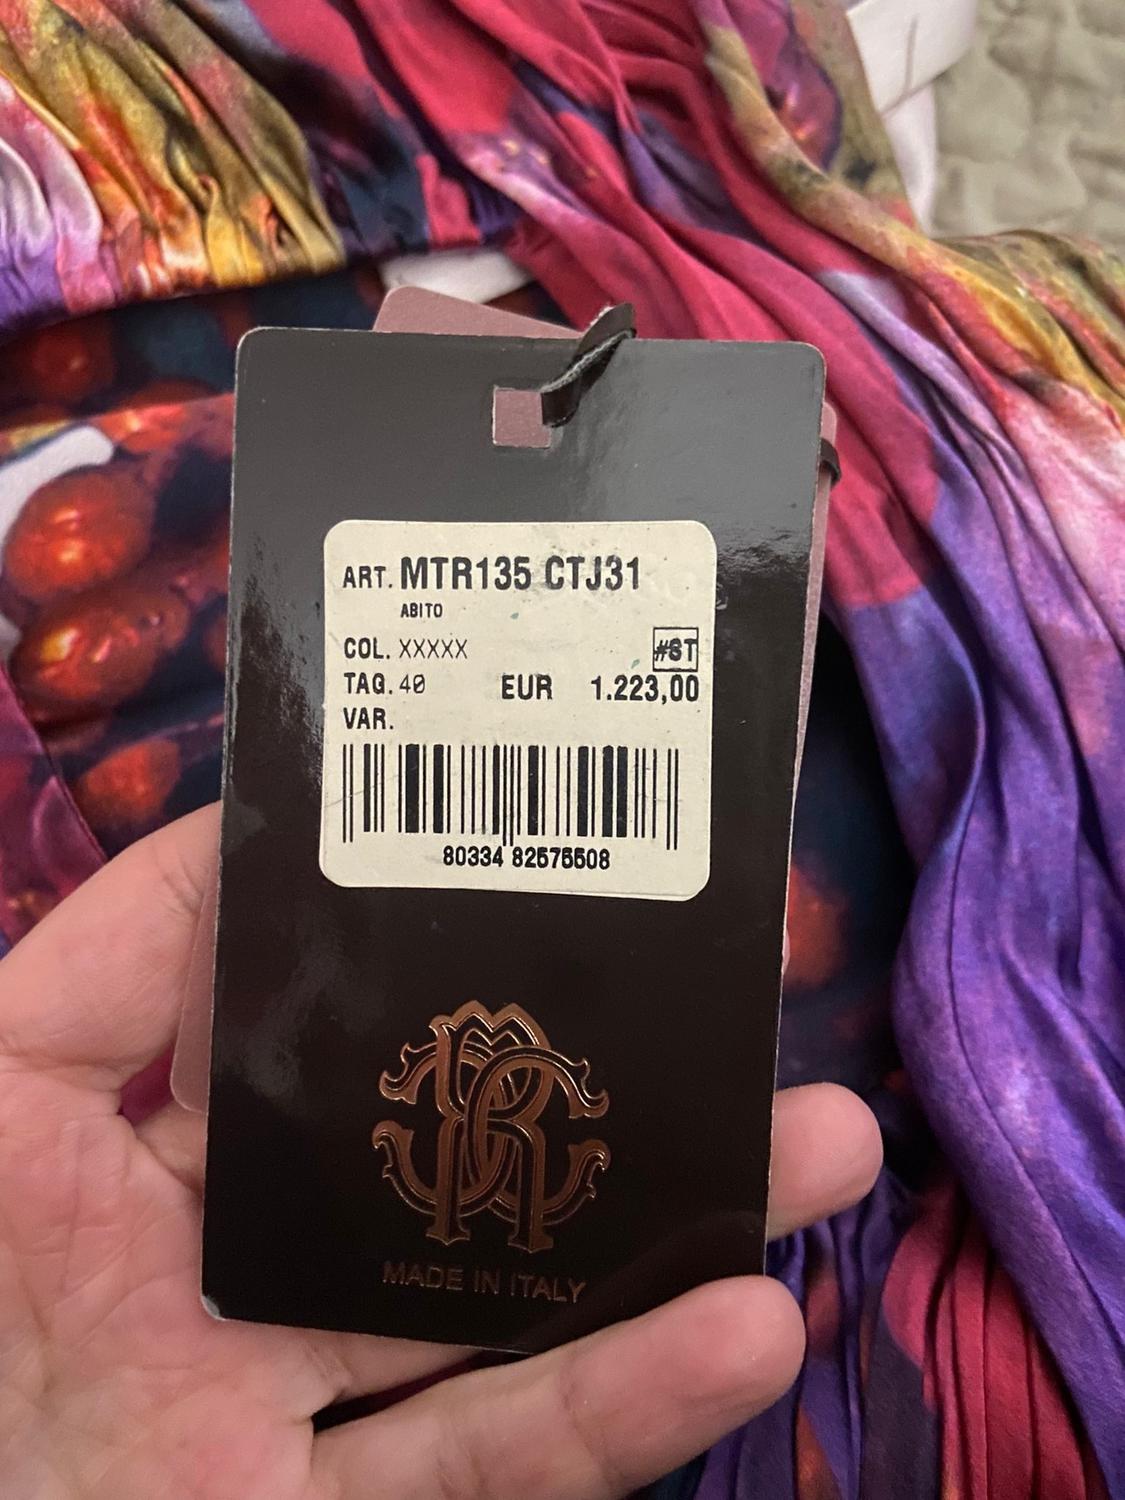 ART. MTR135 CTJ31
ABITO
COL. XXXXX #ST
TAG. 40 EUR 1.223,00
VAR.
80334 82575508
MADE IN ITALY